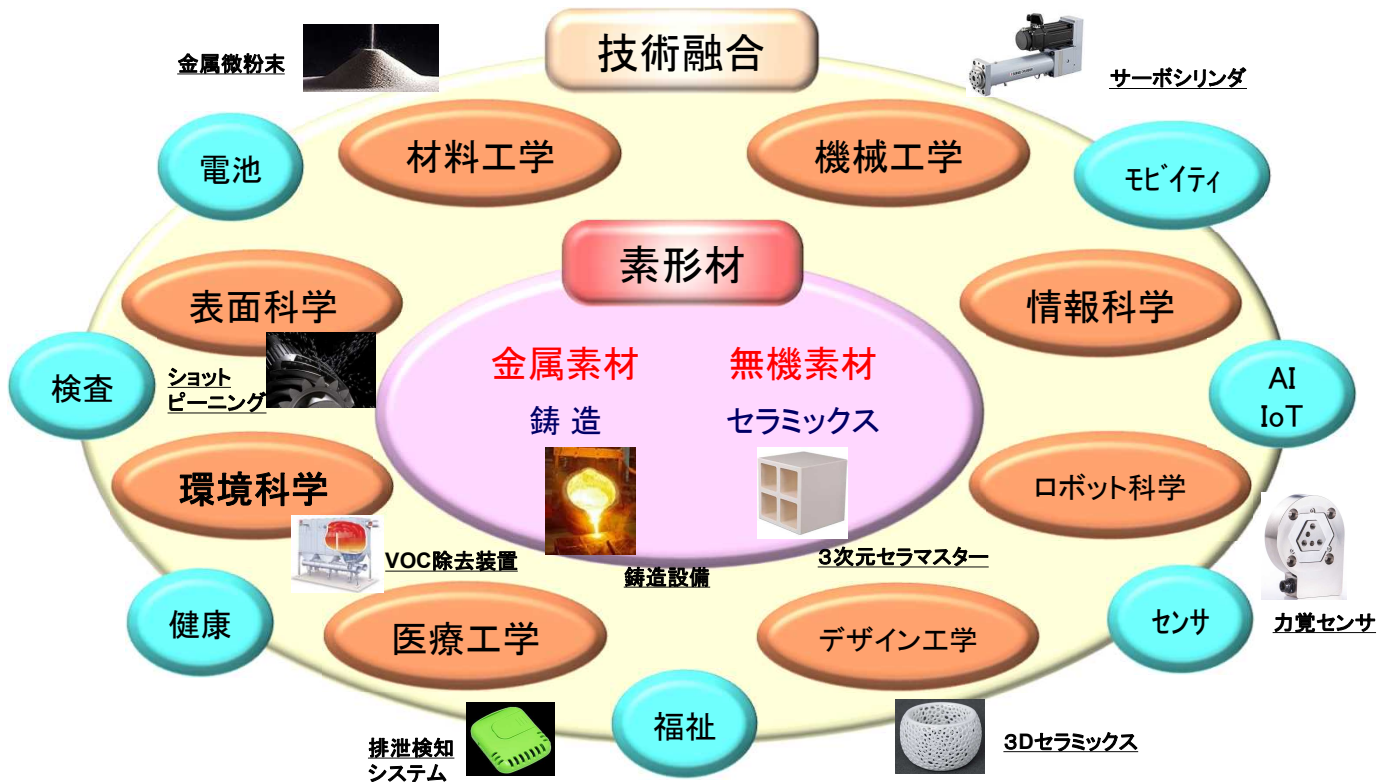 技術融合
金属微粉末
サーボシリンダ
材料工学
機械工学
電池
モビイティ
素形材
表面科学
情報科学
金属素材
無機素材
検査
ショット
ピーニング
AI
IoT
鋳 造
セラミックス
環境科学
ロボット科学
VOC除去装置
鋳造設備
3次元セラマスター
健康
医療工学
デザイン工学
センサ
力覚センサ
福祉
排泄検知
システム
3Dセラミックス